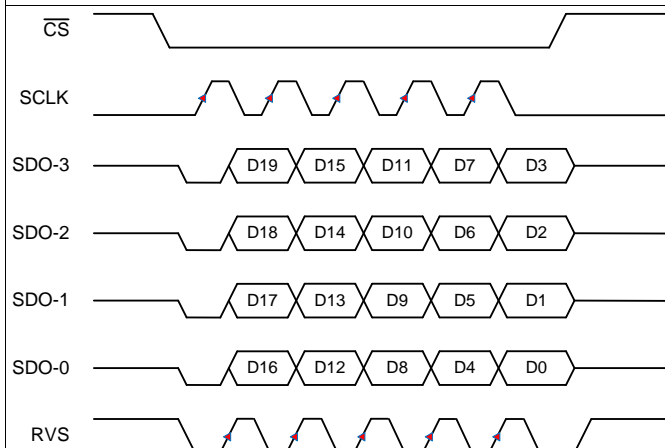 CS
SCLK
SDO-3 D19 D15 D11 D7 D3
SDO-2 D18 D14 D10 D6 D2
SDO-1 D17 D13 D9 D5 D1
SDO-0 D16 D12 D8 D4 D0
RVS